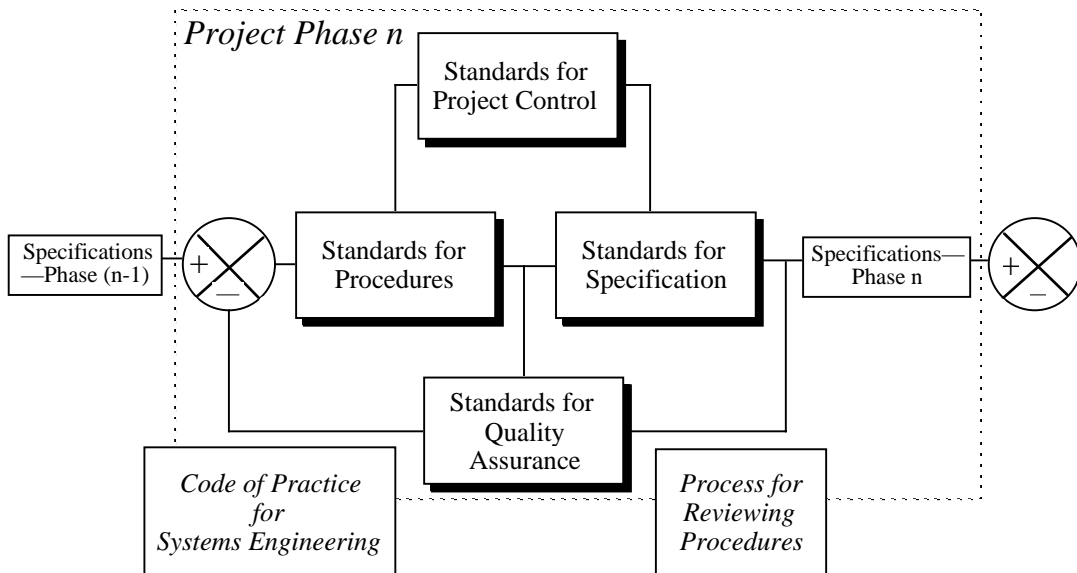 Project Phase n
Standards for
Project Control
Specifications
—Phase (n-1)
+
—
Standards for
Procedures
Standards for
Specification
Specifications—
Phase n
+
–
Standards for
Quality
Assurance
Code of Practice
for
Systems Engineering
Process for
Reviewing
Procedures